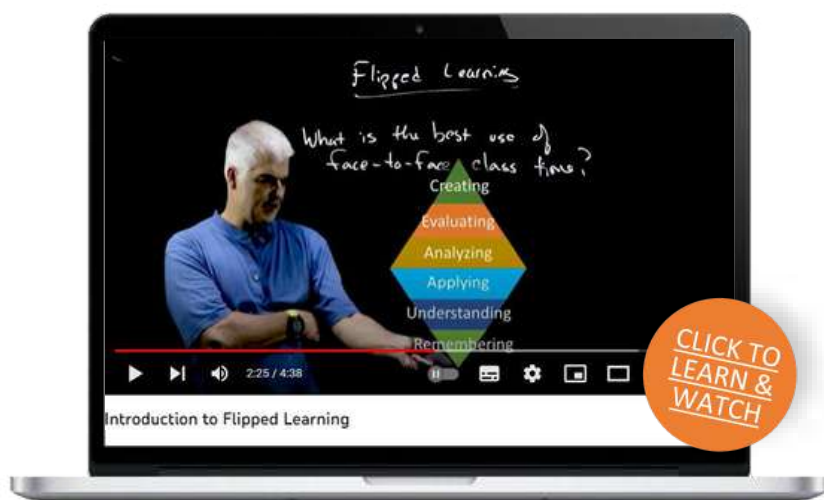 Flipped Learning
What is the best use of
face-to-face class time?
Creating
Evaluating
Analyzing
Applying
Understanding
Remembering
2:25 / 4:38
Introduction to Flipped Learning
CLICK TO
LEARN &
WATCH